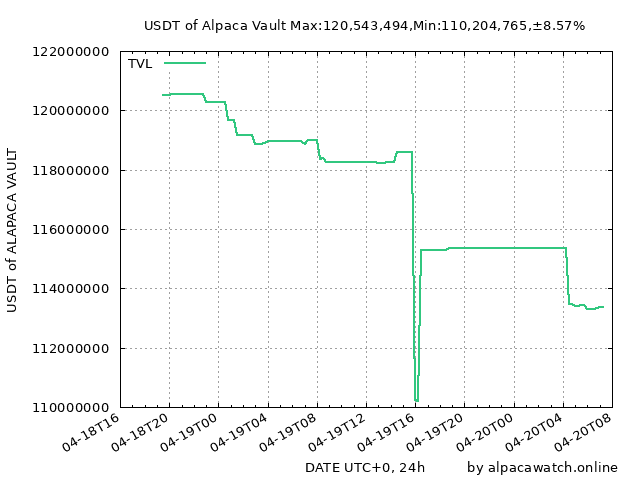 USDT of Alpaca Vault Max:120,543,494,Min:110,204,765,±8.57%
TVL
122000000
120000000
118000000
116000000
114000000
112000000
110000000
USDT of ALAPACA VAULT
04-18T16
04-18T20
04-19T00
04-19T04
04-19T08
04-19T12
04-19T16
04-19T20
04-20T00
04-20T04
04-20T08
DATE UTC+0, 24h
by alpacawatch.online